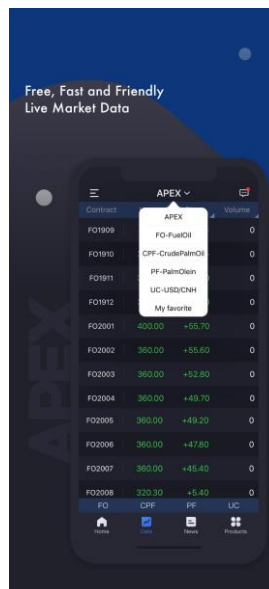 Free, Fast and Friendly
Live Market Data
APEX
Contract Volume
APEX
FO-FuelOil
CPF-CrudePalmOil
PF-PalmOlein
UC-USD/CNH
My favorite
FO1909 0
FO1910 0
FO1911 0
FO1912 0
FO2001 400.00 +55.70 0
FO2002 360.00 +55.60 0
FO2003 360.00 +52.80 0
FO2004 360.00 +49.70 0
FO2005 360.00 +49.20 0
FO2006 360.00 +47.80 0
FO2007 360.00 +45.40 0
FO2008 320.30 +5.40 0
FO CPF PF UC
Home Data News Products
APEX